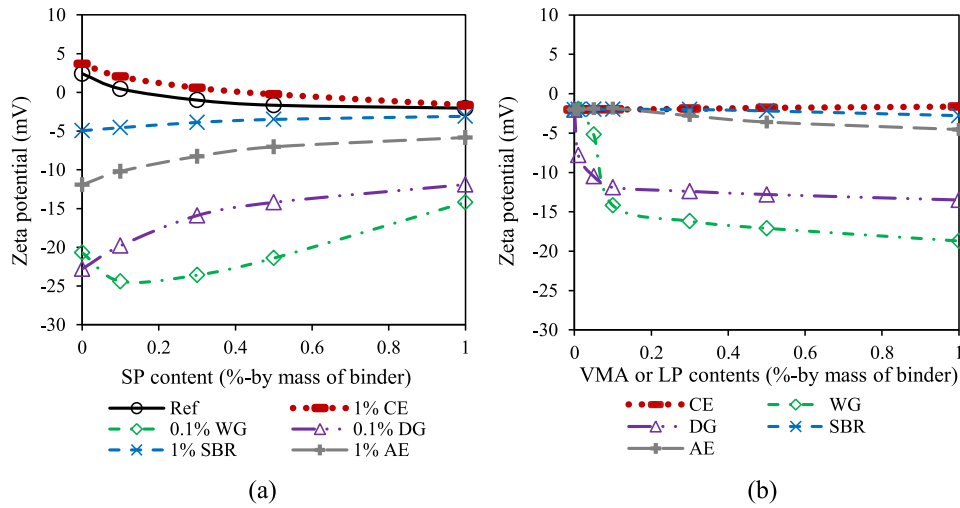 10
5
0
-5
-10
-15
-20
-25
-30
Zeta potential (mV)
0 0.2 0.4 0.6 0.8 1
SP content (%-by mass of binder)
Ref 1% CE
0.1% WG 0.1% DG
1% SBR 1% AE
(a)
10
5
0
-5
-10
-15
-20
-25
-30
Zeta potential (mV)
0 0.2 0.4 0.6 0.8 1
VMA or LP contents (%-by mass of binder)
CE WG
DG SBR
AE
(b)